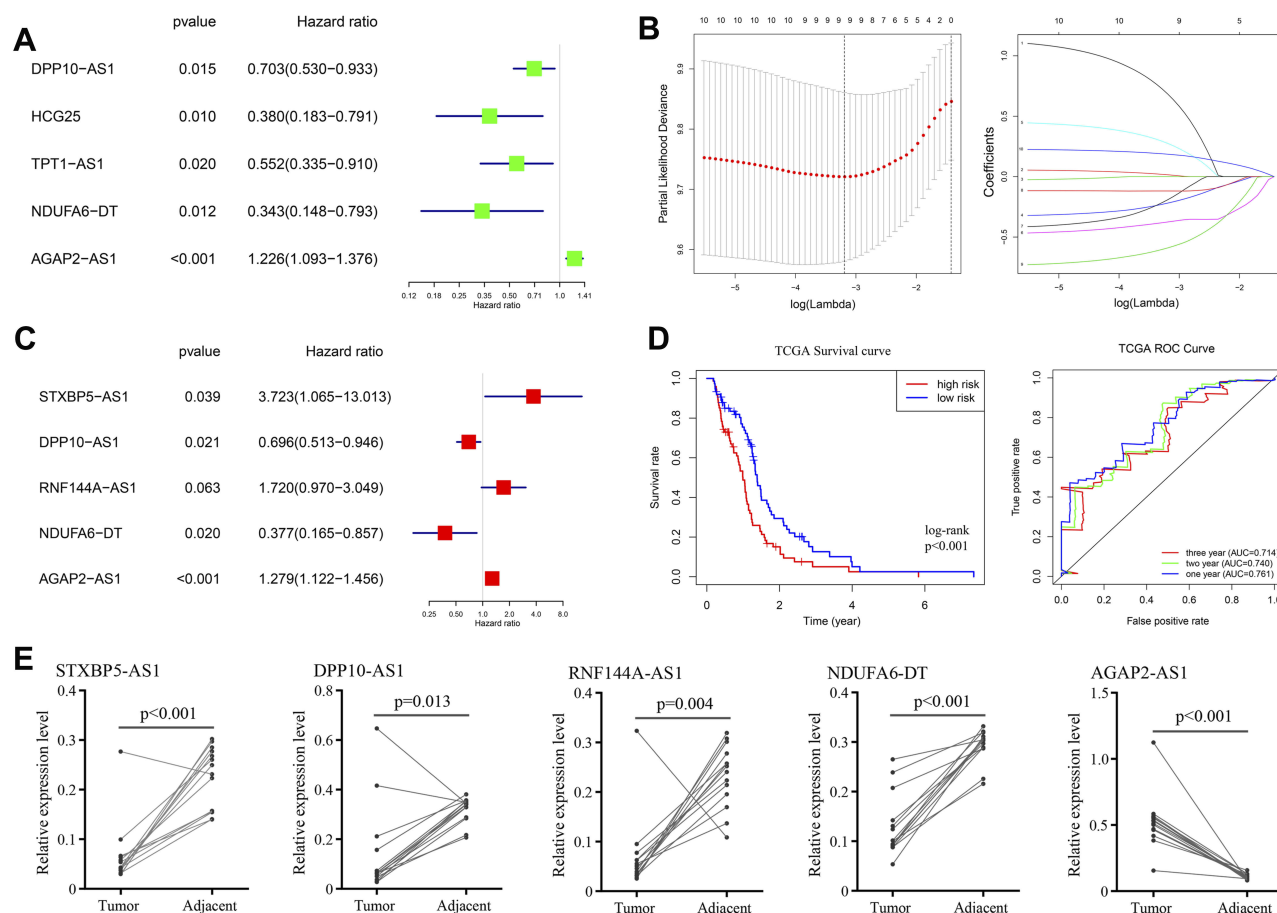 A
pvalue Hazard ratio
DPP10−AS1 0.015 0.703(0.530−0.933)
HCG25 0.010 0.380(0.183−0.791)
TPT1−AS1 0.020 0.552(0.335−0.910)
NDUFA6−DT 0.012 0.343(0.148−0.793)
AGAP2−AS1 <0.001 1.226(1.093−1.376)
0.12 0.18 0.25 0.35 0.50 0.71 1.0 1.41
Hazard ratio
B
10 10 10 10 10 10 10 9 9 9 9 9 8 6 5 2 0
9.9
9.8
9.7
9.6
Partial Likelihood Deviance
−5 −4 −3 −2
log(Lambda)
10 10 9 5
1.0
0.5
0.0
−0.5
Coefficients
−5 −4 −3 −2
log(Lambda)
C
pvalue Hazard ratio
STXBP5−AS1 0.039 3.723(1.065−13.013)
DPP10−AS1 0.021 0.696(0.513−0.946)
RNF144A−AS1 0.063 1.720(0.970−3.049)
NDUFA6−DT 0.020 0.377(0.165−0.857)
AGAP2−AS1 <0.001 1.279(1.122−1.456)
0.25 0.50 1.0 2.0 4.0 8.0
Hazard ratio
D
TCGA Survival curve
high risk
low risk
1.0
0.8
0.6
0.4
0.2
0.0
Survival rate
log-rank
p<0.001
0 2 4 6
Time (year)
TCGA ROC Curve
1.0
0.8
0.6
0.4
0.2
0.0
True positive rate
three year (AUC=0.714
two year (AUC=0.740)
one year (AUC=0.761)
0.0 0.2 0.4 0.6 0.8 1.0
False positive rate
E
STXBP5-AS1
p<0.001
0.4
0.3
0.2
0.1
0
Relative expression level
Tumor Adjacent
DPP10-AS1
p=0.013
0.8
0.6
0.4
0.2
0
Relative expression level
Tumor Adjacent
RNF144A-AS1
p=0.004
0.4
0.3
0.2
0.1
0
Relative expression level
Tumor Adjacent
NDUFA6-DT
p<0.001
0.4
0.3
0.2
0.1
0
Relative expression level
Tumor Adjacent
AGAP2-AS1
p<0.001
1.5
1.0
0.5
0
Relative expression level
Tumor Adjacent